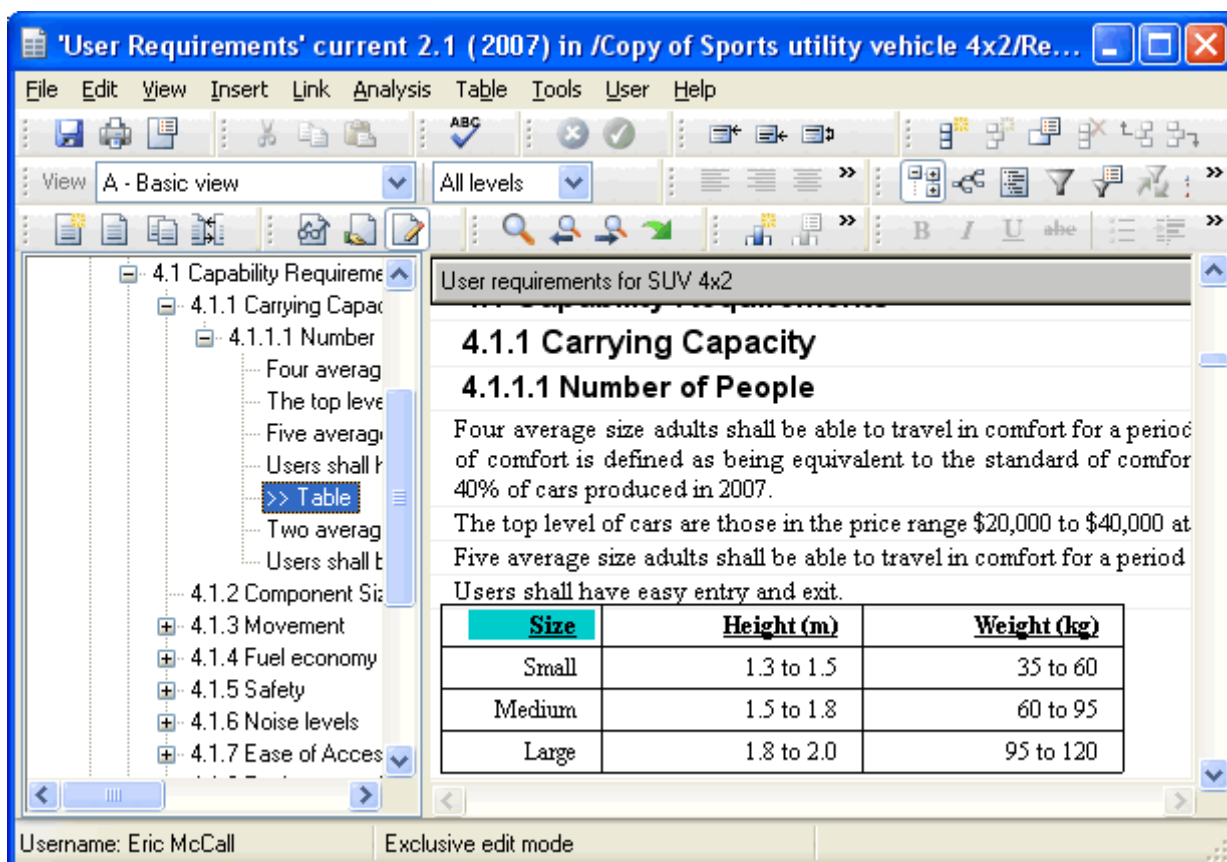 'User Requirements' current 2.1 (2007) in /Copy of Sports utility vehicle 4x2/Re...
File Edit View Insert Link Analysis Table Tools User Help
ABC
View A - Basic view All levels
B I U abc
4.1 Capability Requireme
4.1.1 Carrying Capac
4.1.1.1 Number
Four averag
The top leve
Five averag
Users shall h
>> Table
Two averag
Users shall b
4.1.2 Component Siz
4.1.3 Movement
4.1.4 Fuel economy
4.1.5 Safety
4.1.6 Noise levels
4.1.7 Ease of Acces
User requirements for SUV 4x2
4.1 Capability Requirements
4.1.1 Carrying Capacity
4.1.1.1 Number of People
Four average size adults shall be able to travel in comfort for a period
of comfort is defined as being equivalent to the standard of comfor
40% of cars produced in 2007.
The top level of cars are those in the price range $20,000 to $40,000 at
Five average size adults shall be able to travel in comfort for a period
Users shall have easy entry and exit.
Size Height (m) Weight (kg)
Small 1.3 to 1.5 35 to 60
Medium 1.5 to 1.8 60 to 95
Large 1.8 to 2.0 95 to 120
Username: Eric McCall Exclusive edit mode